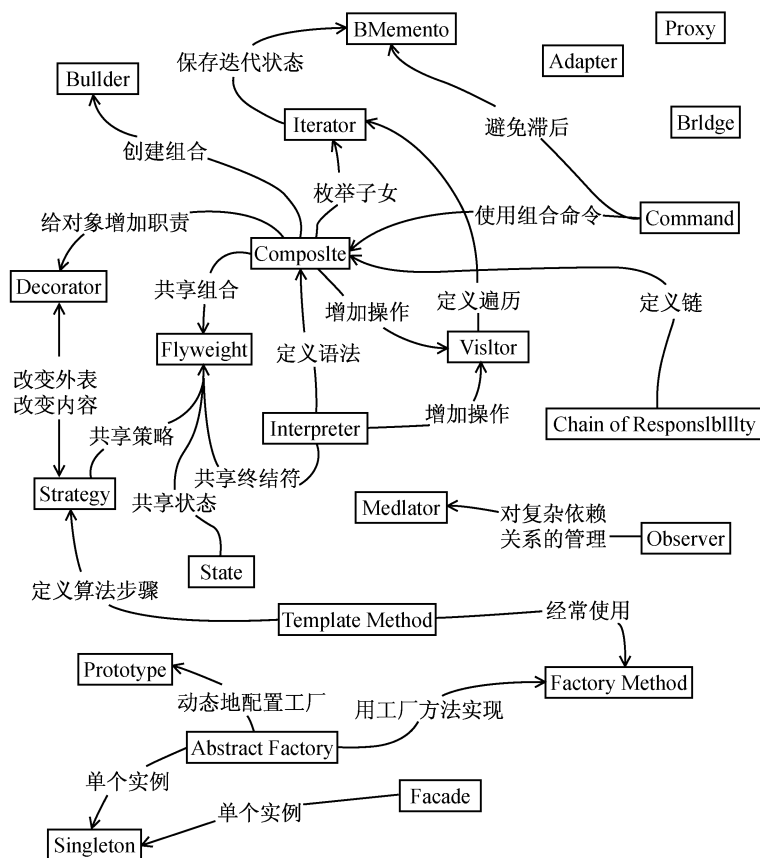 BMemento
Proxy
保存迭代状态
Adapter
Bullder
Iterator
避免滞后
Brldge
创建组合
枚举子女
给对象增加职责
使用组合命令
Command
Composlte
Decorator
共享组合
增加操作
定义遍历
定义链
Flyweight
定义语法
Visltor
改变外表
改变内容
增加操作
Chain of Responslblllty
共享策略
Interpreter
共享终结符
Strategy
共享状态
Medlator
对复杂依赖
关系的管理
Observer
State
定义算法步骤
Template Method
经常使用
Prototype
动态地配置工厂
用工厂方法实现
Factory Method
Abstract Factory
单个实例
Facade
单个实例
Singleton